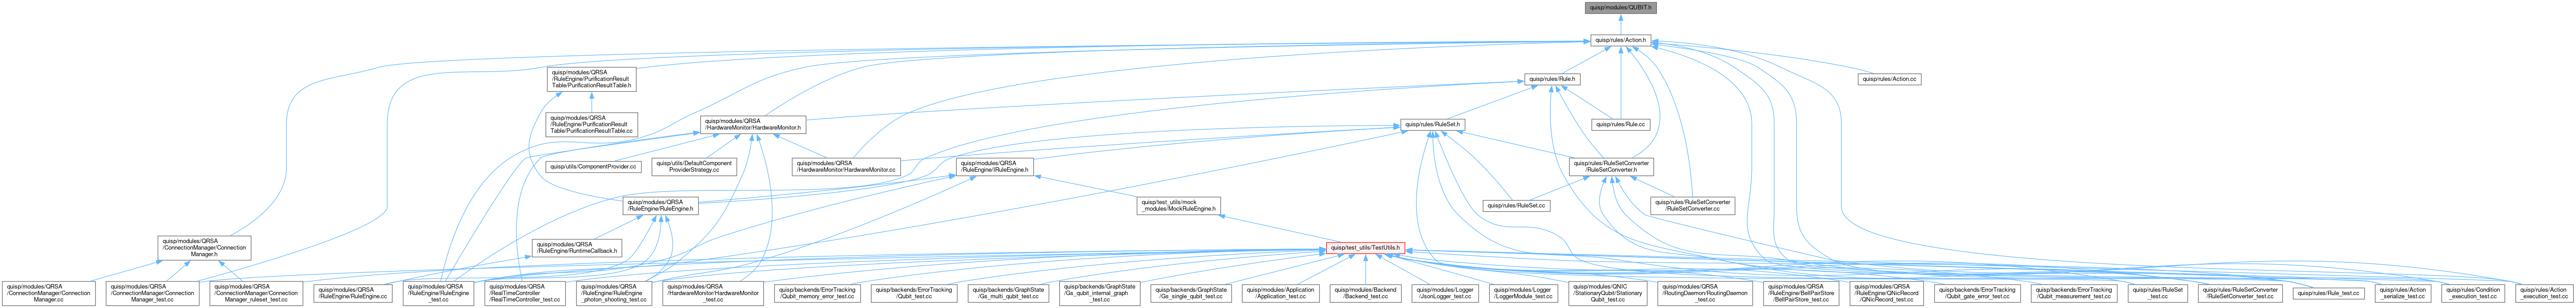 quisp/modules/QUBIT.h
quisp/rules/Action.h
quisp/modules/QRSA
/RuleEngine/PurificationResult
Table/PurificationResultTable.h
quisp/rules/Rule.h
quisp/rules/Action.cc
quisp/modules/QRSA
/RuleEngine/PurificationResult
Table/PurificationResultTable.cc
quisp/modules/QRSA
/HardwareMonitor/HardwareMonitor.h
quisp/rules/RuleSet.h
quisp/rules/Rule.cc
quisp/utils/ComponentProvider.cc
quisp/utils/DefaultComponent
ProviderStrategy.cc
quisp/modules/QRSA
/HardwareMonitor/HardwareMonitor.cc
quisp/modules/QRSA
/RuleEngine/IRuleEngine.h
quisp/rules/RuleSetConverter
/RuleSetConverter.h
quisp/modules/QRSA
/RuleEngine/RuleEngine.h
quisp/test_utils/mock
_modules/MockRuleEngine.h
quisp/rules/RuleSet.cc
quisp/rules/RuleSetConverter
/RuleSetConverter.cc
quisp/modules/QRSA
/ConnectionManager/Connection
Manager.h
quisp/modules/QRSA
/RuleEngine/RuntimeCallback.h
quisp/test_utils/TestUtils.h
quisp/modules/QRSA
/ConnectionManager/Connection
Manager.cc
quisp/modules/QRSA
/ConnectionManager/Connection
Manager_test.cc
quisp/modules/QRSA
/ConnectionManager/Connection
Manager_ruleset_test.cc
quisp/modules/QRSA
/RuleEngine/RuleEngine.cc
quisp/modules/QRSA
/RuleEngine/RuleEngine
_test.cc
quisp/modules/QRSA
/RealTimeController
/RealTimeController_test.cc
quisp/modules/QRSA
/RuleEngine/RuleEngine
_photon_shooting_test.cc
quisp/modules/QRSA
/HardwareMonitor/HardwareMonitor
_test.cc
quisp/backends/ErrorTracking
/Qubit_memory_error_test.cc
quisp/backends/ErrorTracking
/Qubit_test.cc
quisp/backends/GraphState
/Gs_multi_qubit_test.cc
quisp/backends/GraphState
/Gs_qubit_internal_graph
_test.cc
quisp/backends/GraphState
/Gs_single_qubit_test.cc
quisp/modules/Application
/Application_test.cc
quisp/modules/Backend
/Backend_test.cc
quisp/modules/Logger
/JsonLogger_test.cc
quisp/modules/Logger
/LoggerModule_test.cc
quisp/modules/QNIC
/StationaryQubit/Stationary
Qubit_test.cc
quisp/modules/QRSA
/RoutingDaemon/RoutingDaemon
_test.cc
quisp/modules/QRSA
/RuleEngine/BellPairStore
/BellPairStore_test.cc
quisp/modules/QRSA
/RuleEngine/QNicRecord
/QNicRecord_test.cc
quisp/backends/ErrorTracking
/Qubit_gate_error_test.cc
quisp/backends/ErrorTracking
/Qubit_measurement_test.cc
quisp/rules/RuleSet
_test.cc
quisp/rules/RuleSetConverter
/RuleSetConverter_test.cc
quisp/rules/Rule_test.cc
quisp/rules/Action
_serialize_test.cc
quisp/rules/Condition
_execution_test.cc
quisp/rules/Action
_execution_test.cc